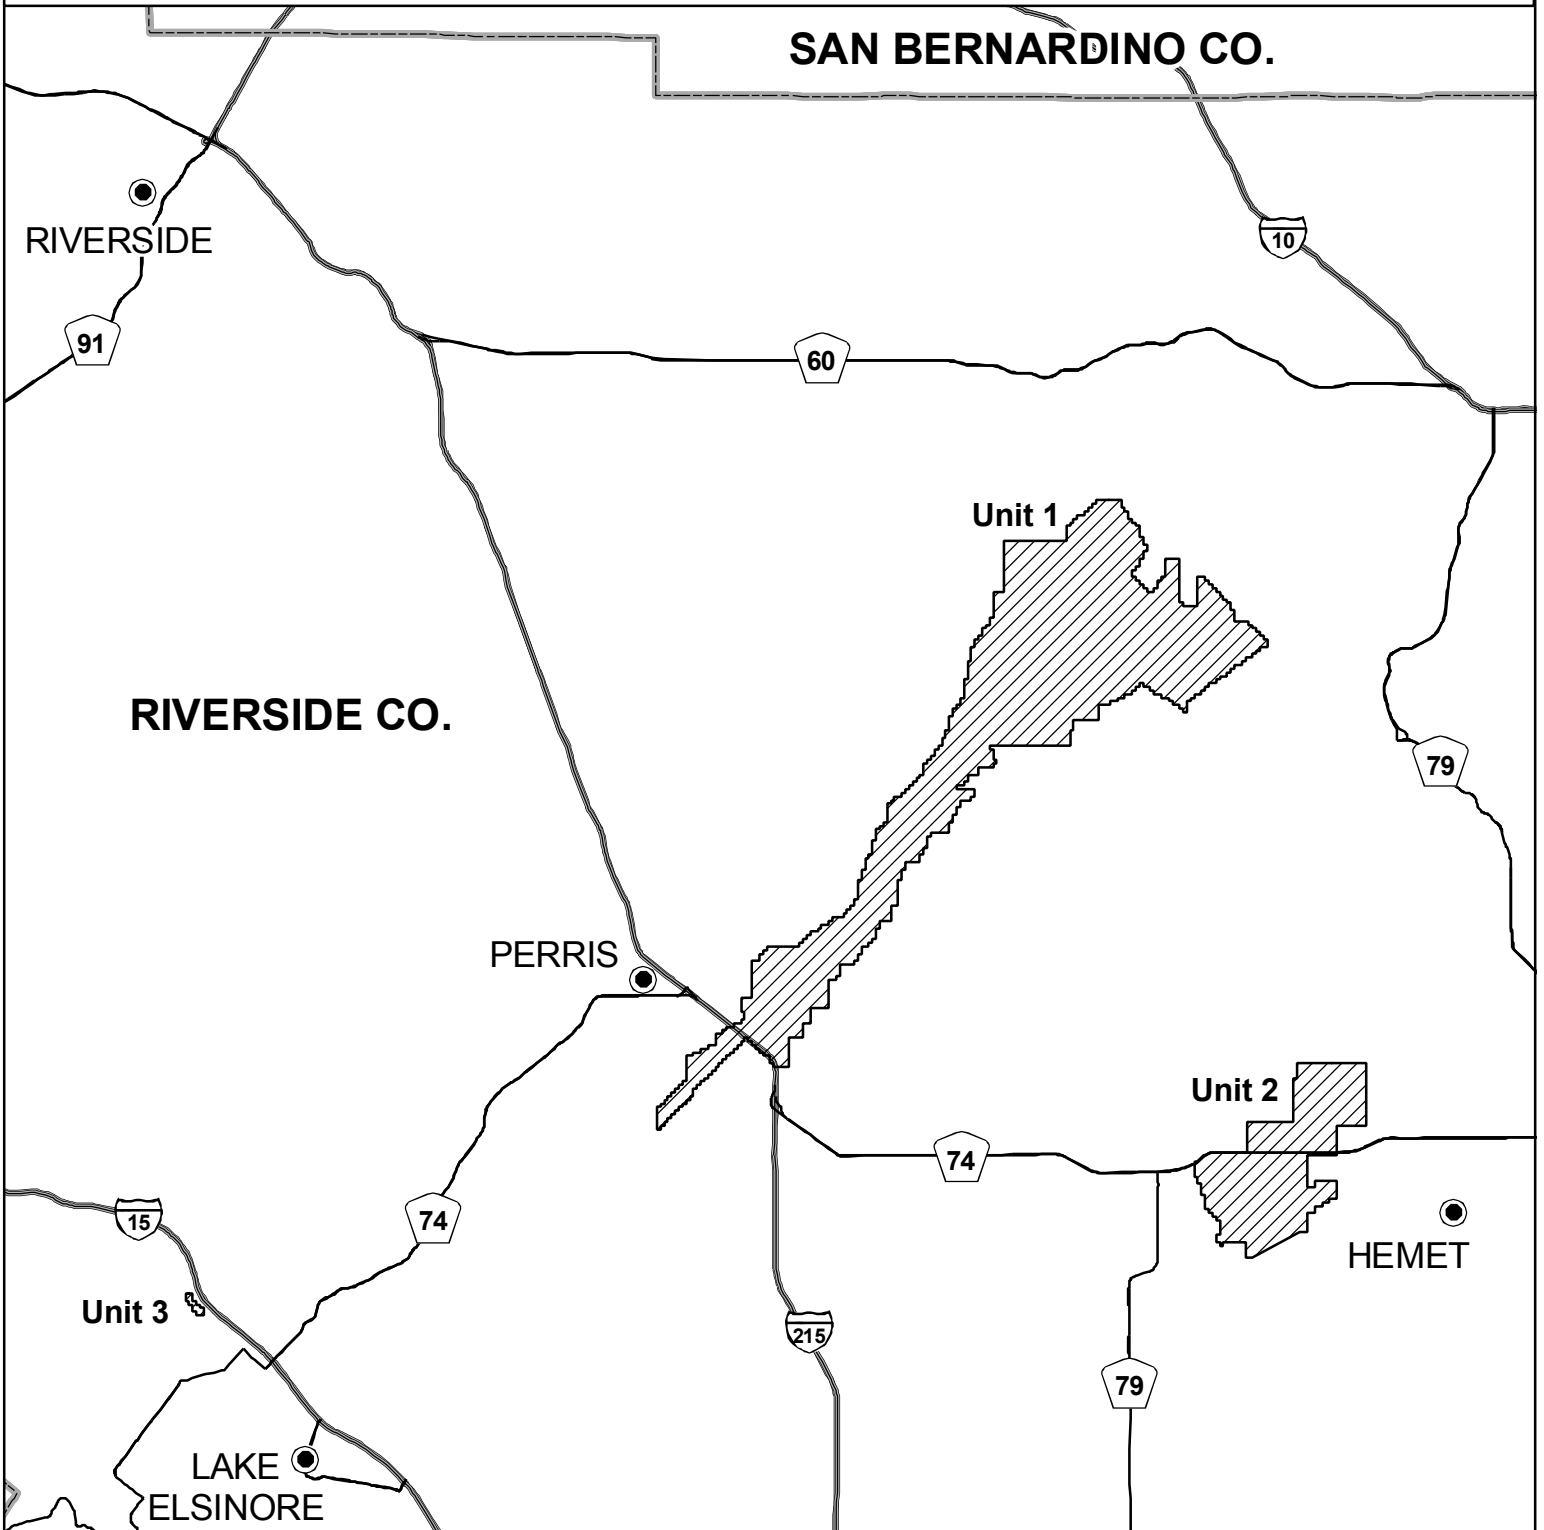 SAN BERNARDINO CO.
RIVERSIDE
10
91
60
Unit 1
RIVERSIDE CO.
79
PERRIS
Unit 2
74
74
15
HEMET
Unit 3
215
79
LAKE
ELSINORE